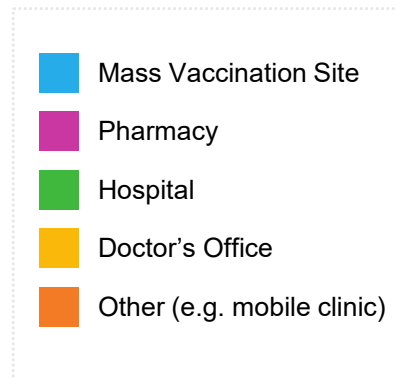 Mass Vaccination Site
Pharmacy
Hospital
Doctor’s Office
Other (e.g. mobile clinic)